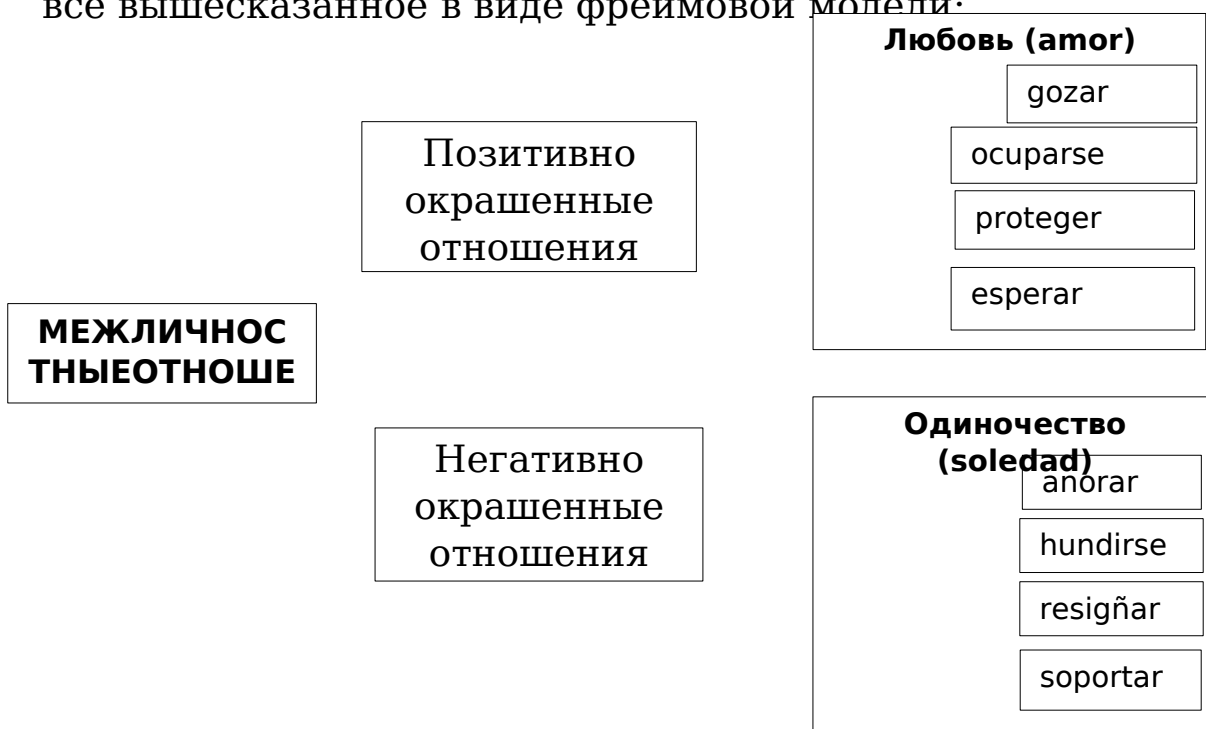 все вышесказанное в виде фреймовой модели:
Любовь (amor)
gozar
ocuparse
proteger
esperar
Позитивно
окрашенные
отношения
МЕЖЛИЧНОС
ТНЫЕОТНОШЕ
Негативно
окрашенные
отношения
Одиночество
(soledad)
añorar
hundirse
resigñar
soportar